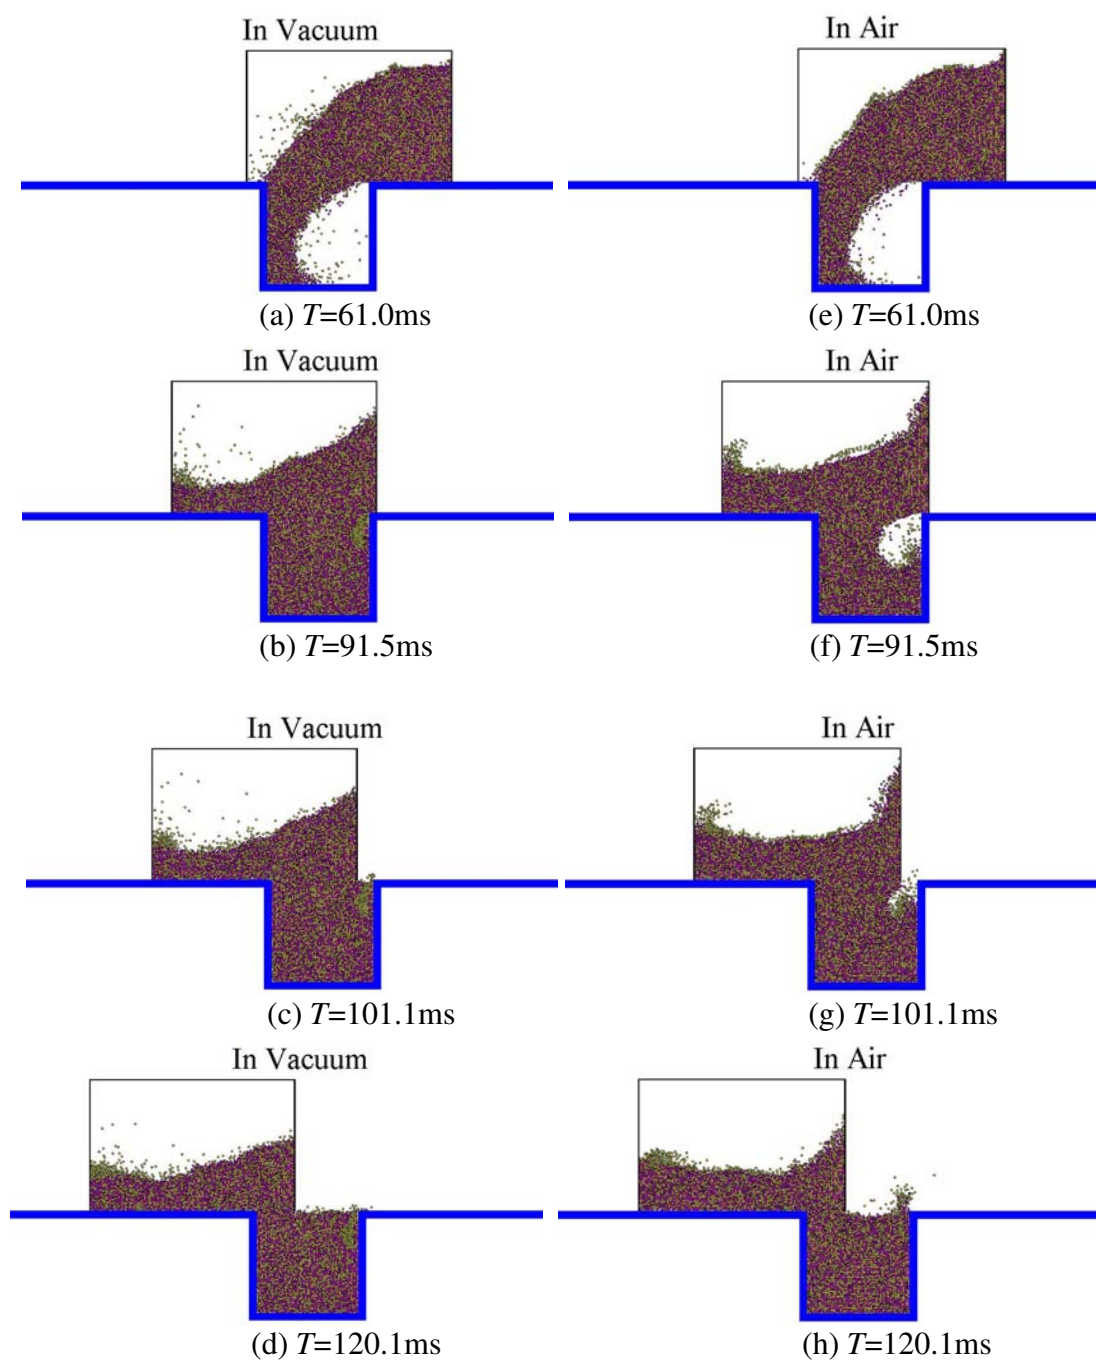 In Vacuum
In Air
(a) T=61.0ms
(e) T=61.0ms
In Vacuum
In Air
(b) T=91.5ms
(f) T=91.5ms
In Vacuum
In Air
(c) T=101.1ms
(g) T=101.1ms
In Vacuum
In Air
(d) T=120.1ms
(h) T=120.1ms